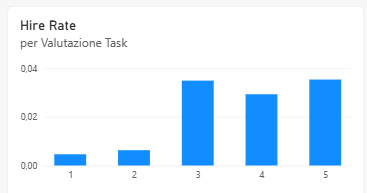 Hire Rate
per Valutazione Task
0,04
0,02
0,00
1 2 3 4 5